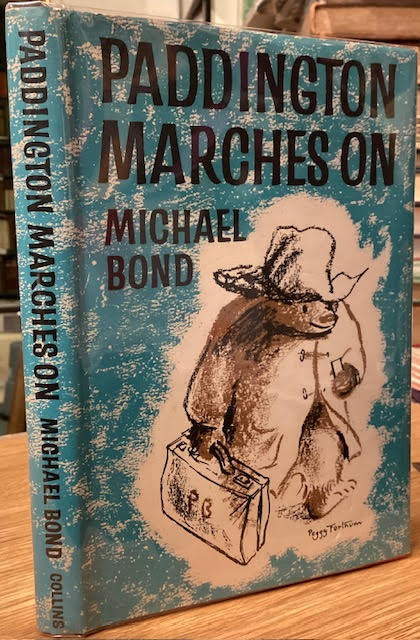 PADDINGTON
MARCHES ON
MICHAEL
BOND
P.B
Peggy Fortnum
PADDINGTON MARCHES ON MICHAEL BOND COLLINS